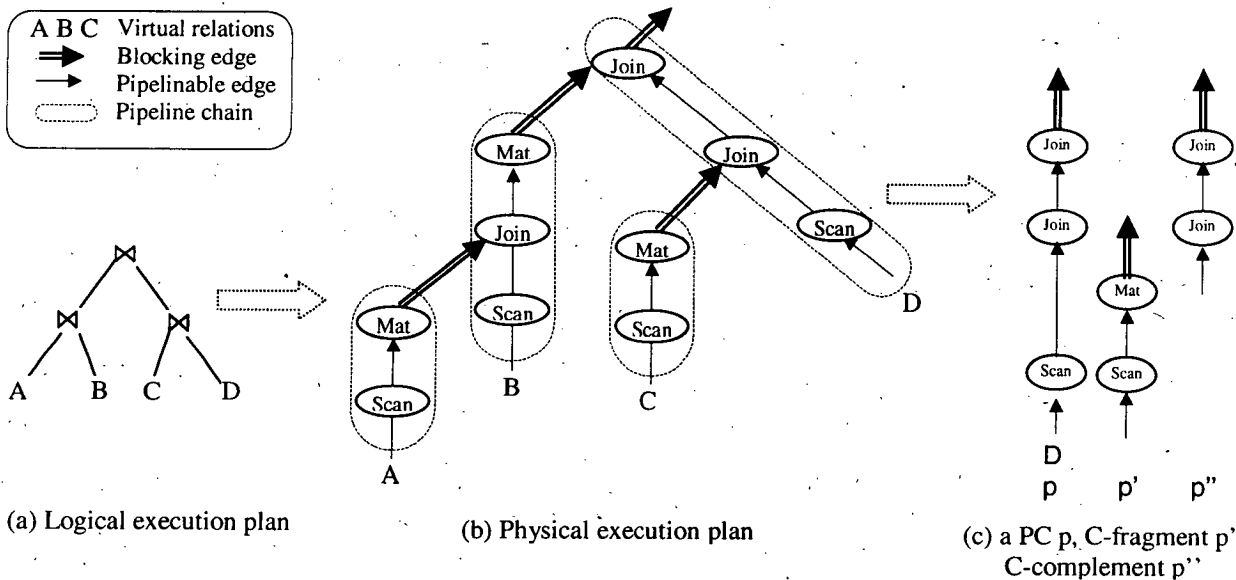 A B C Virtual relations
Blocking edge
Pipelinable edge
Pipeline chain
A
B
C
D
(a) Logical execution plan
Join
Mat
Join
Join
Scan
Mat
Scan
Mat
Scan
Scan
A
B
C
D
(b) Physical execution plan
Join
Join
Scan
D
p
Mat
Scan
p'
Join
Join
p"
(c) a PC p, C-fragment p'
C-complement p''